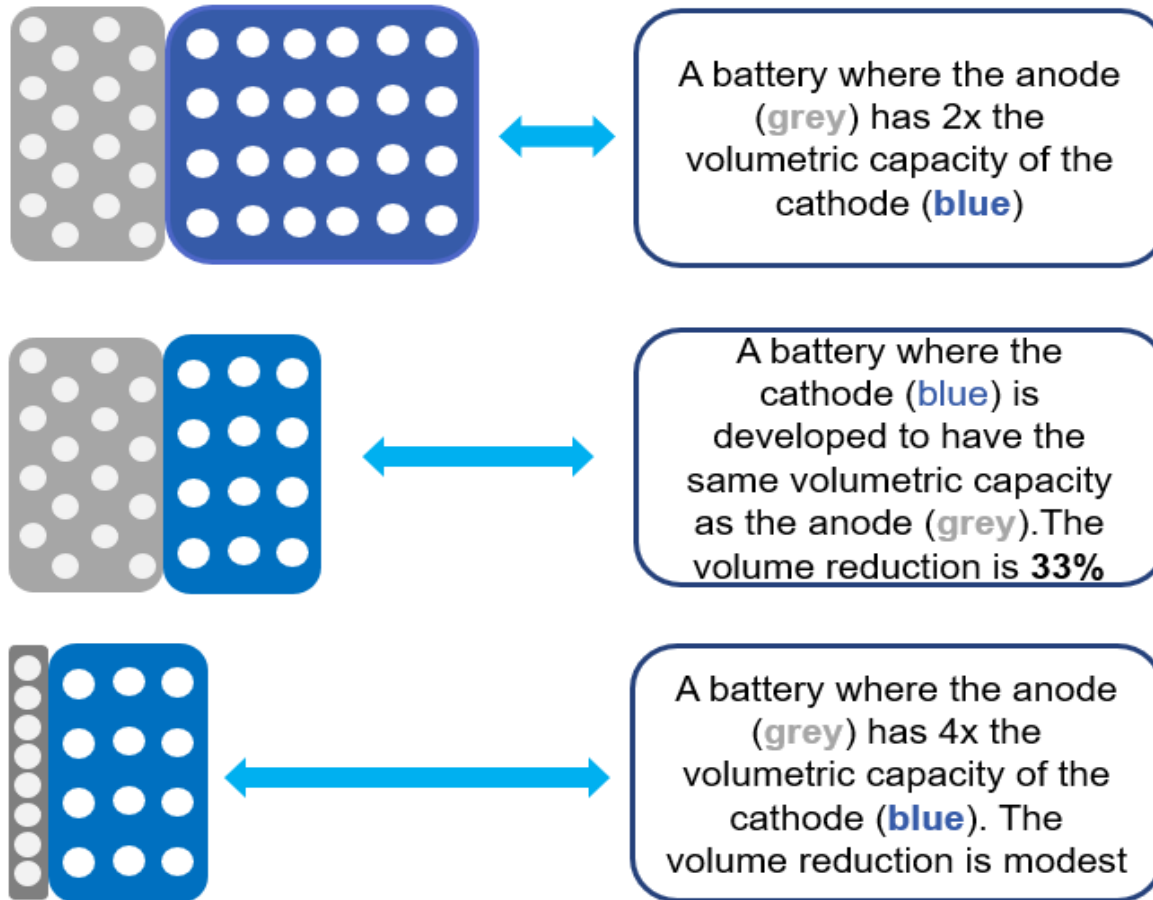 A battery where the anode
(grey) has 2x the
volumetric capacity of the
cathode (blue)
A battery where the
cathode (blue) is
developed to have the
same volumetric capacity
as the anode (grey).The
volume reduction is 33%
A battery where the anode
(grey) has 4x the
volumetric capacity of the
cathode (blue). The
volume reduction is modest